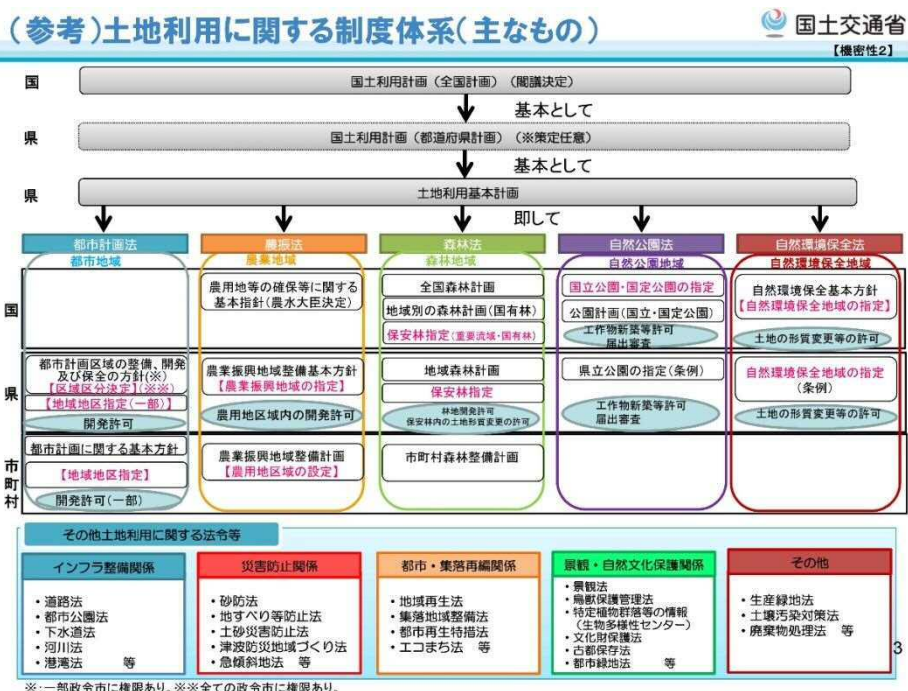 (参考)土地利用に関する制度体系(主なもの)
国土交通省
【機密性2】
国
国土利用計画(全国計画)(閣議決定)
基本として
県
国土利用計画(都道府県計画)(※策定任意)
基本として
県
土地利用基本計画
即して
都市計画法
農振法
森林法
自然公園法
自然環境保全法
都市地域
農業地域
森林地域
自然公園地域
自然環境保全地域
国
農用地等の確保等に関する
基本指針(農水大臣決定)
全国森林計画
地域別の森林計画(国有林)
保安林指定(重要流域・国有林)
国立公園・国定公園の指定
公園計画(国立・国定公園)
工作物新築等許可
届出審査
自然環境保全基本方針
【自然環境保全地域の指定】
土地の形質変更等の許可
県
都市計画区域の整備、開発
及び保全の方針(※)
【区域区分決定】(※※)
【地域地区指定(一部)】
開発許可
農業振興地域整備基本方針
【農業振興地域の指定】
農用地区域内の開発許可
地域森林計画
保安林指定
林地開発許可
保安林内の土地形質変更の許可
県立公園の指定(条例)
工作物新築等許可
届出審査
自然環境保全地域の指定
(条例)
土地の形質変更等の許可
市町村
都市計画に関する基本方針
【地域地区指定】
開発許可(一部)
農業振興地域整備計画
【農用地区域の設定】
市町村森林整備計画
その他土地利用に関する法令等
インフラ整備関係
・道路法
・都市公園法
・下水道法
・河川法
・港湾法 等
災害防止関係
・砂防法
・地すべり等防止法
・土砂災害防止法
・津波防災地域づくり法
・急傾斜地法 等
都市・集落再編関係
・地域再生法
・集落地域整備法
・都市再生特措法
・エコまち法 等
景観・自然文化保護関係
・景観法
・鳥獣保護管理法
・特定植物群落等の情報
(生物多様性センター)
・文化財保護法
・古都保存法
・都市緑地法 等
その他
・生産緑地法
・土壌汚染対策法
・廃棄物処理法 等
3
※:一部政令市に権限あり、※※全ての政令市に権限あり。